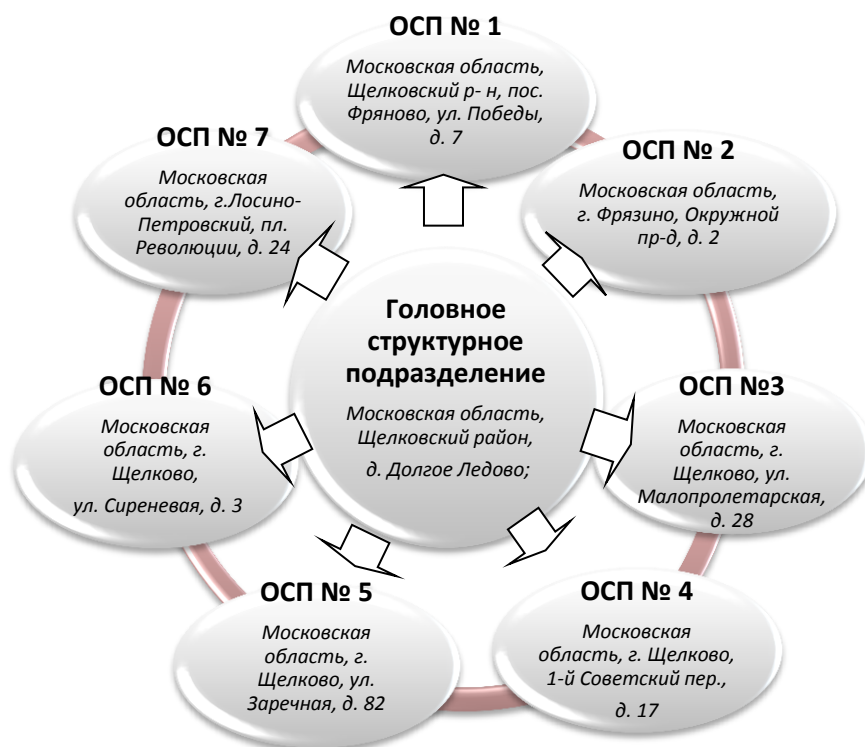 ОСП № 1
Московская область,
Щелковский р- н, пос.
Фряново, ул. Победы,
д. 7
ОСП № 2
Московская область,
г. Фрязино, Окружной
пр-д, д. 2
ОСП №3
Московская
область, г.
Щелково, ул.
Малопролетарская,
д. 28
ОСП № 4
Московская
область, г. Щелково,
1-й Советский пер.,
д. 17
ОСП № 5
Московская
область, г.
Щелково, ул.
Заречная, д. 82
ОСП № 6
Московская
область, г.
Щелково,
ул. Сиреневая, д. 3
ОСП № 7
Московская
область, г.Лосино-
Петровский, пл.
Революции, д. 24
Головное
структурное
подразделение
Московская область,
Щелковский район,
д. Долгое Ледово;